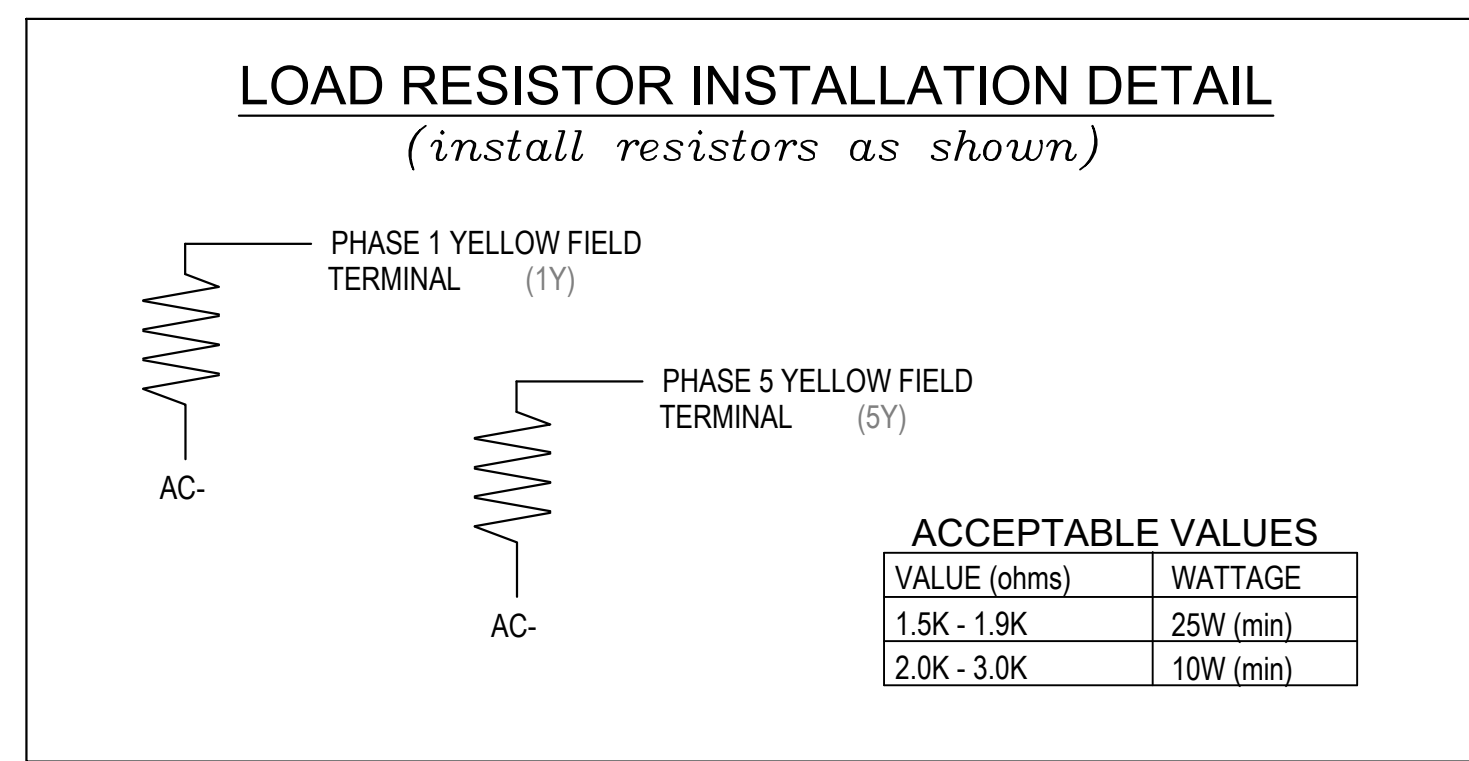 LOAD RESISTOR INSTALLATION DETAIL
(install resistors as shown)
PHASE 1 YELLOW FIELD
TERMINAL (1Y)
AC-
PHASE 5 YELLOW FIELD
TERMINAL (5Y)
AC-
ACCEPTABLE VALUES
VALUE (ohms) WATTAGE
1.5K - 1.9K 25W (min)
2.0K - 3.0K 10W (min)